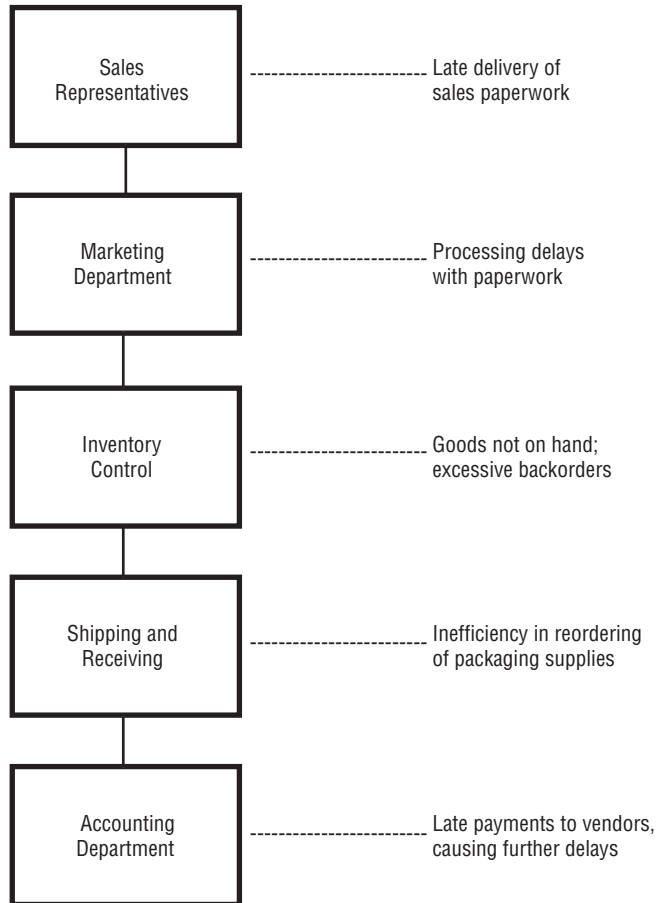 Sales
Representatives
Late delivery of
sales paperwork
Marketing
Department
Processing delays
with paperwork
Inventory
Control
Goods not on hand;
excessive backorders
Shipping and
Receiving
Inefficiency in reordering
of packaging supplies
Accounting
Department
Late payments to vendors,
causing further delays